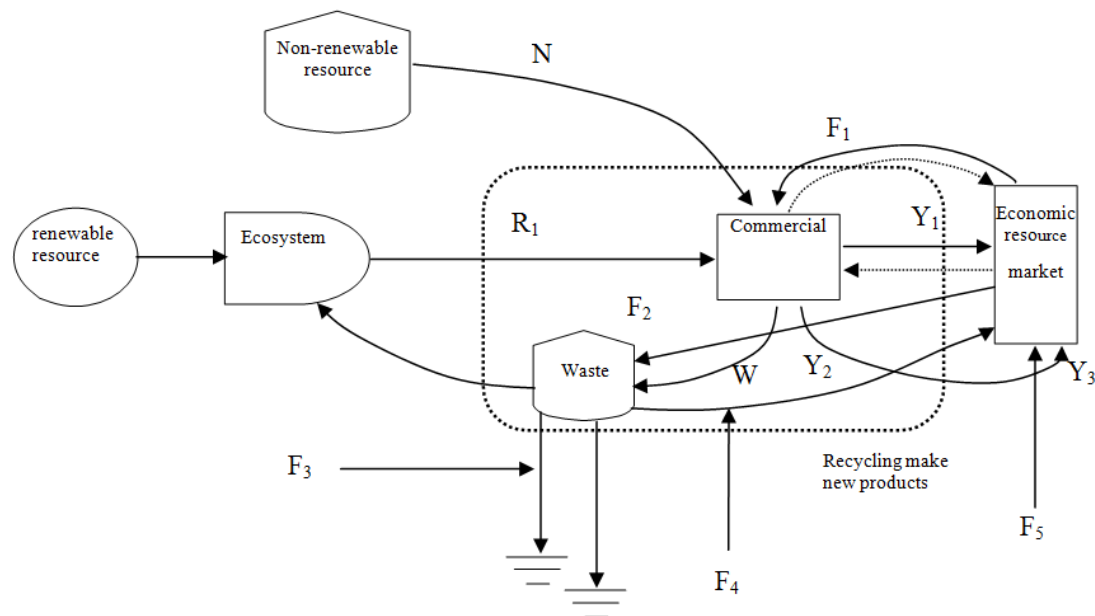 Non-renewable
resource
N
F1
renewable
resource
Ecosystem
R1
Commercial
Y1
Economic
resource
market
F2
Waste
W
Y2
Y3
F3
Recycling make
new products
F4
F5